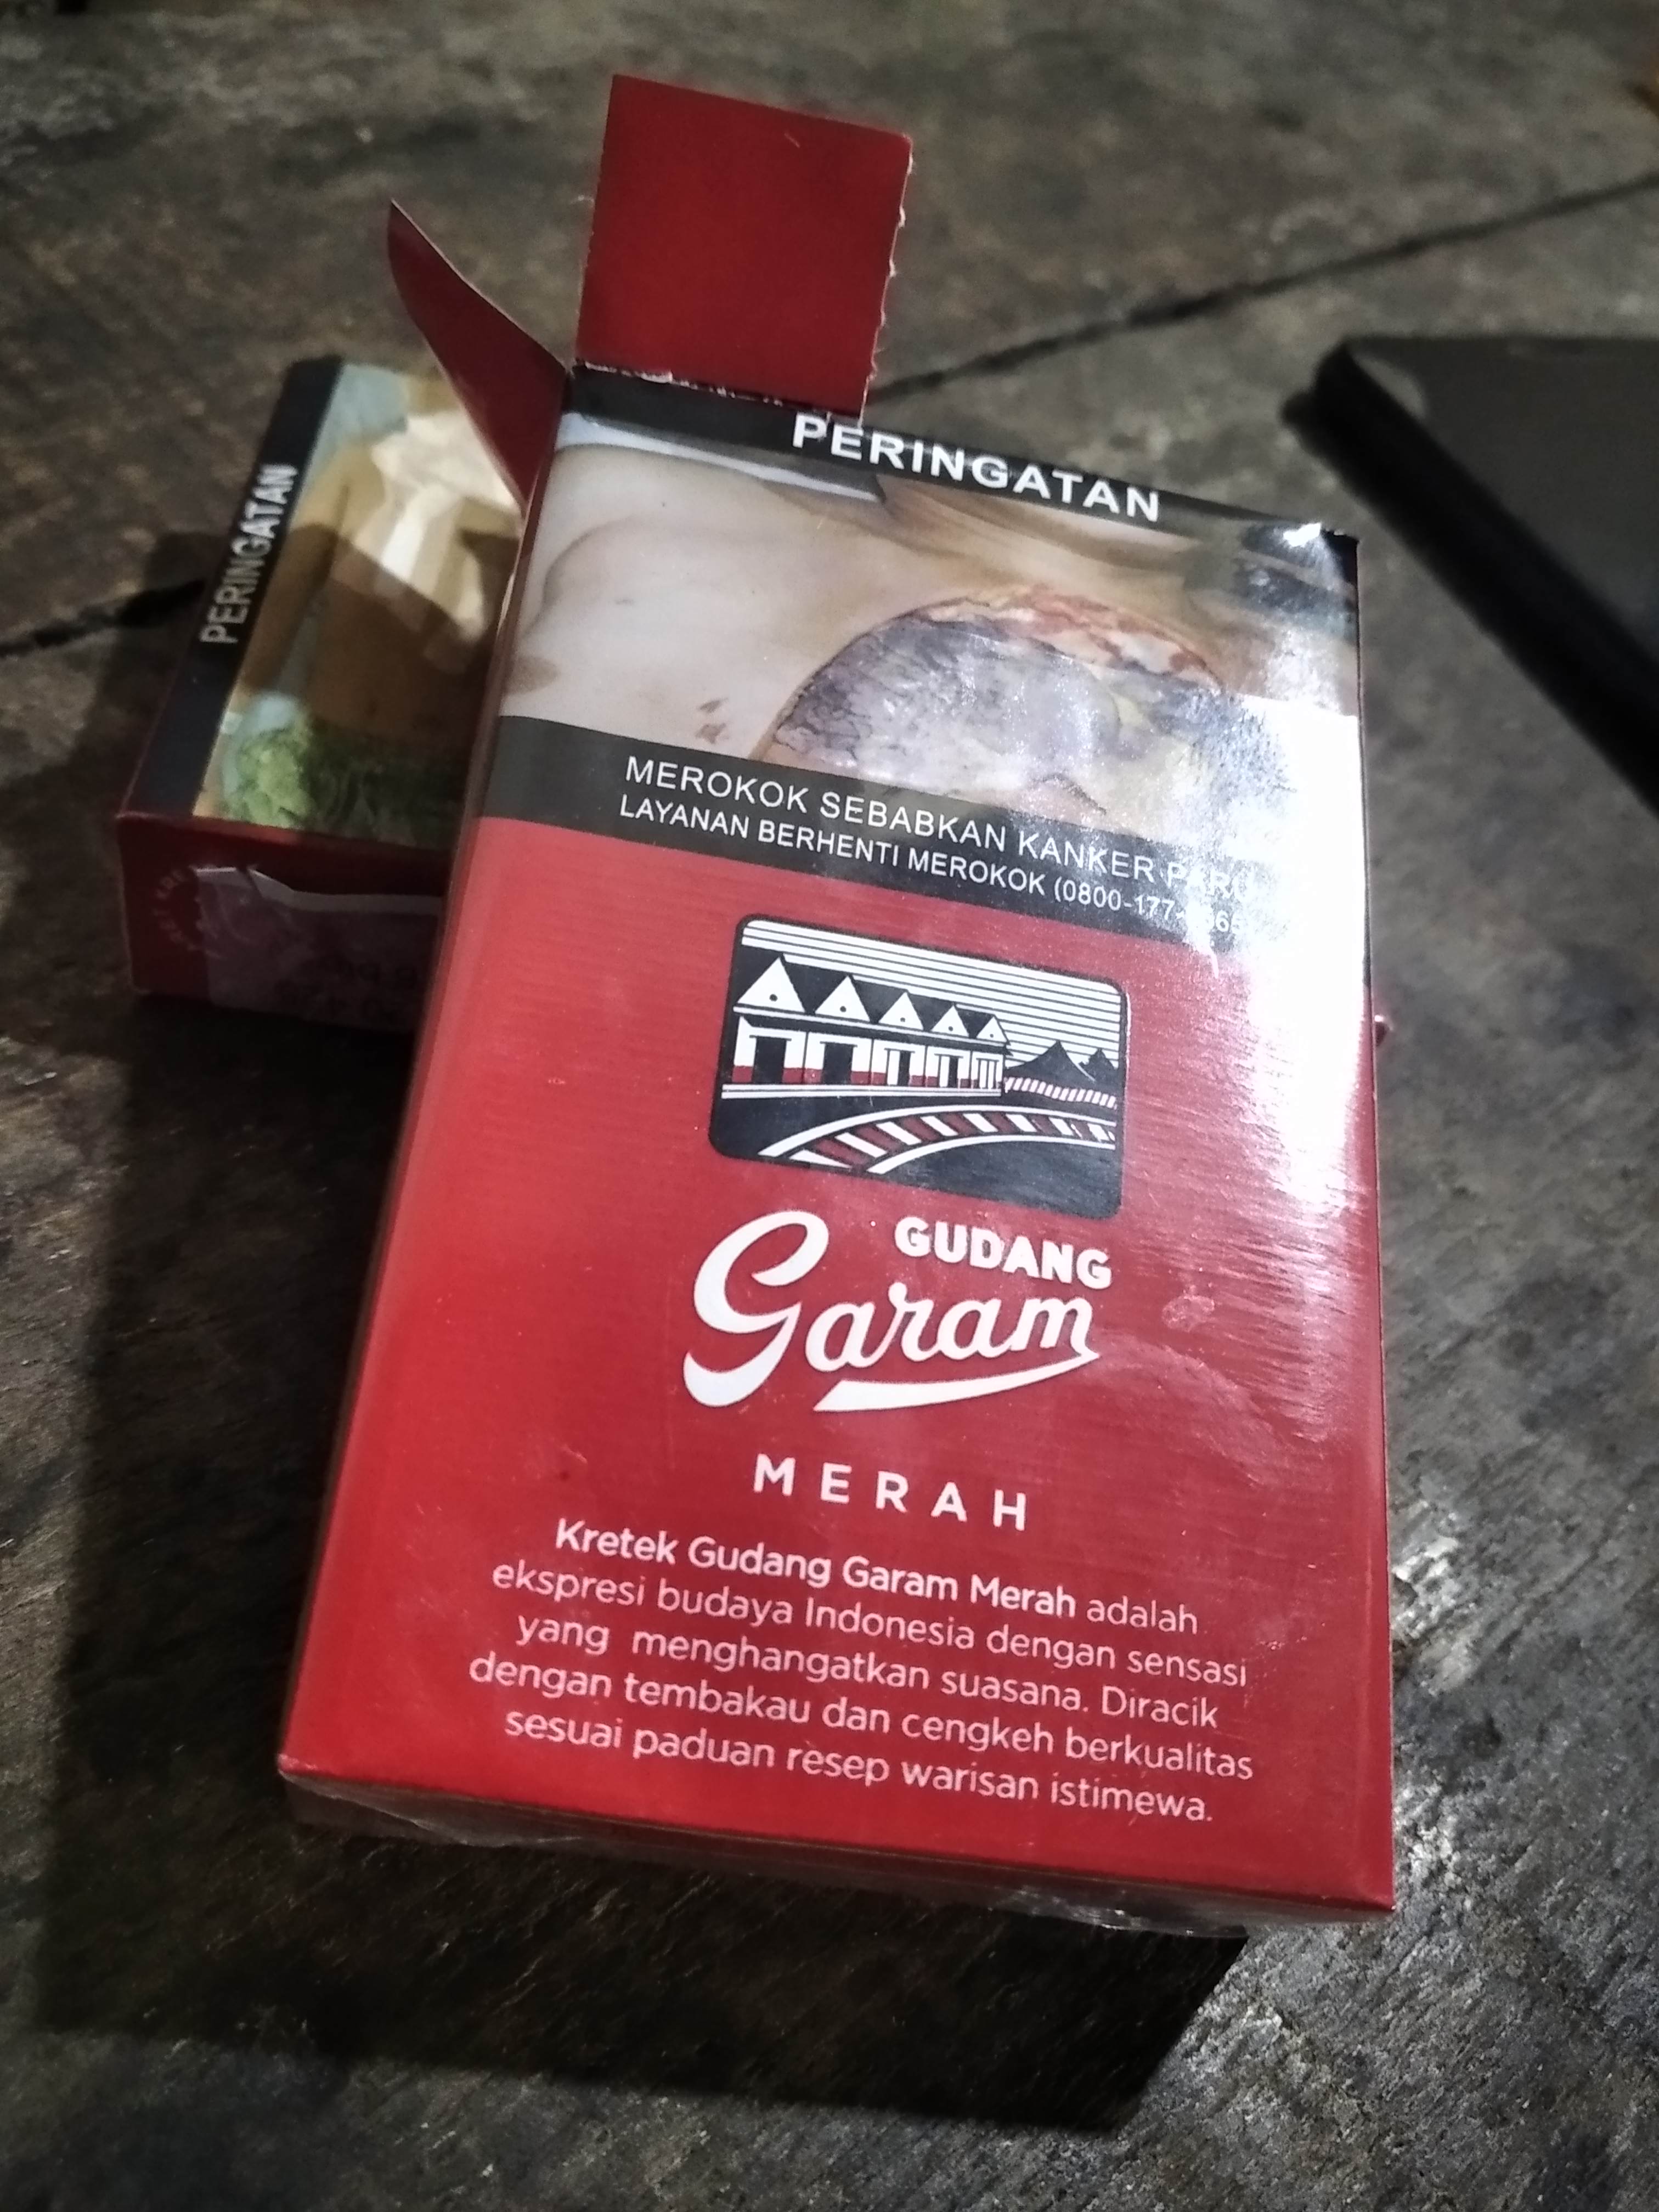 PERINGATAN
PERINGATAN
MEROKOK SEBABKAN KANKER PARU
LAYANAN BERHENTI MEROKOK (0800-177-
GUDANG
Garam
MERAH
Kretek Gudang Garam Merah adalah
ekspresi budaya Indonesia dengan sensasi
yang menghangatkan suasana. Diracik
dengan tembakau dan cengkeh berkualitas
sesuai paduan resep warisan istimewa.